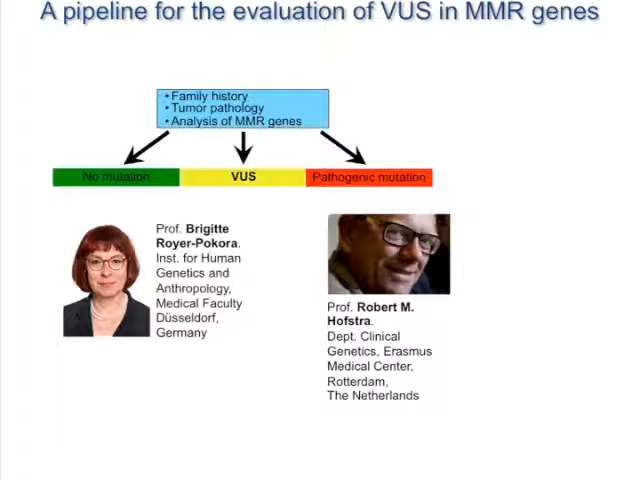 A pipeline for the evaluation of VUS in MMR genes
• Family history
• Tumor pathology
• Analysis of MMR genes
No mutation
VUS
Pathogenic mutation
Prof. Brigitte
Royer-Pokora.
Inst. for Human
Genetics and
Anthropology,
Medical Faculty
Düsseldorf,
Germany
Prof. Robert M.
Hofstra.
Dept. Clinical
Genetics, Erasmus
Medical Center,
Rotterdam,
The Netherlands